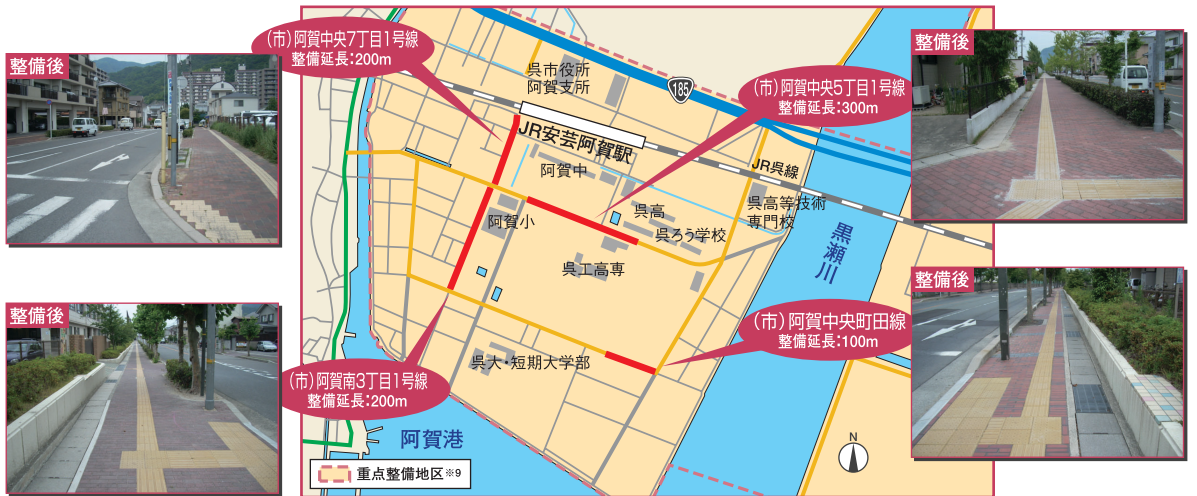 整備後
(市)阿賀中央7丁目1号線
整備延長:200m
呉市役所
阿賀支所
185
(市)阿賀中央5丁目1号線
整備延長:300m
整備後
JR安芸阿賀駅
JR呉線
阿賀中
阿賀小
呉高
呉ろう学校
呉高等技術
専門校
呉工高専
黒瀬川
整備後
(市)阿賀南3丁目1号線
整備延長:200m
呉大・短期大学部
(市)阿賀中央町田線
整備延長:100m
整備後
阿賀港
重点整備地区※9
N